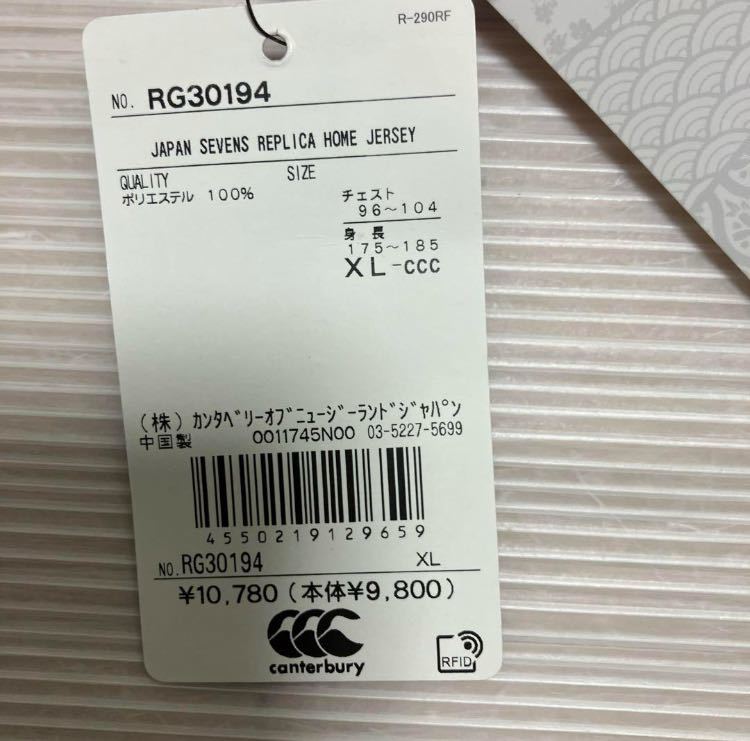 R-290RF
NO. RG30194
JAPAN SEVENS REPLICA HOME JERSEY
QUALITY SIZE
ポリエステル 100%
チェスト
96~104
身長
175~185
XL-CCC
(株) カンタベリーオブニュージーランドジャパン
中国製 0011745N00 03-5227-5699
4550219129659
NO.RG30194 XL
¥10,780(本体¥9,800)
canterbury
RFID